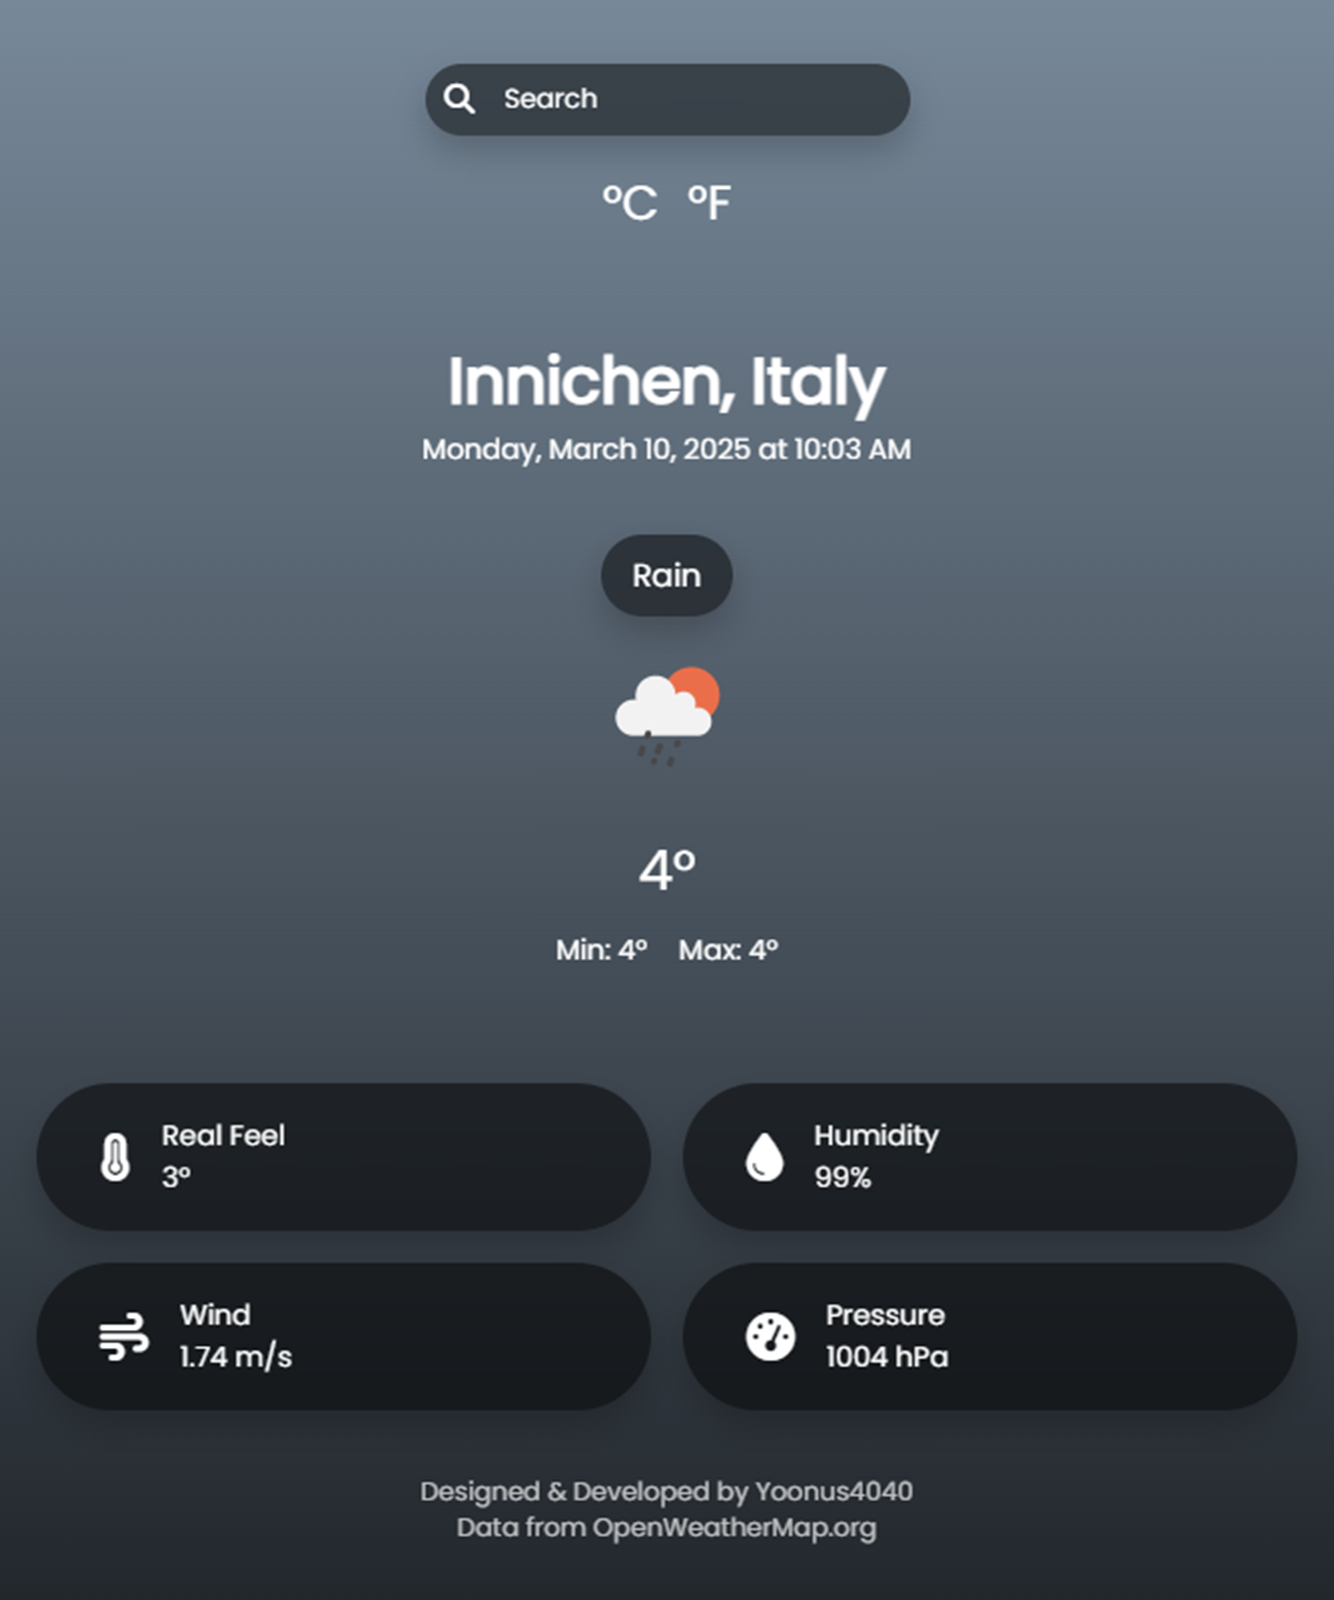 Search
°C °F
Innichen, Italy
Monday, March 10, 2025 at 10:03 AM
Rain
4°
Min: 4° Max: 4°
Real Feel
3°
Humidity
99%
Wind
1.74 m/s
Pressure
1004 hPa
Designed & Developed by Yoonus4040
Data from OpenWeatherMap.org